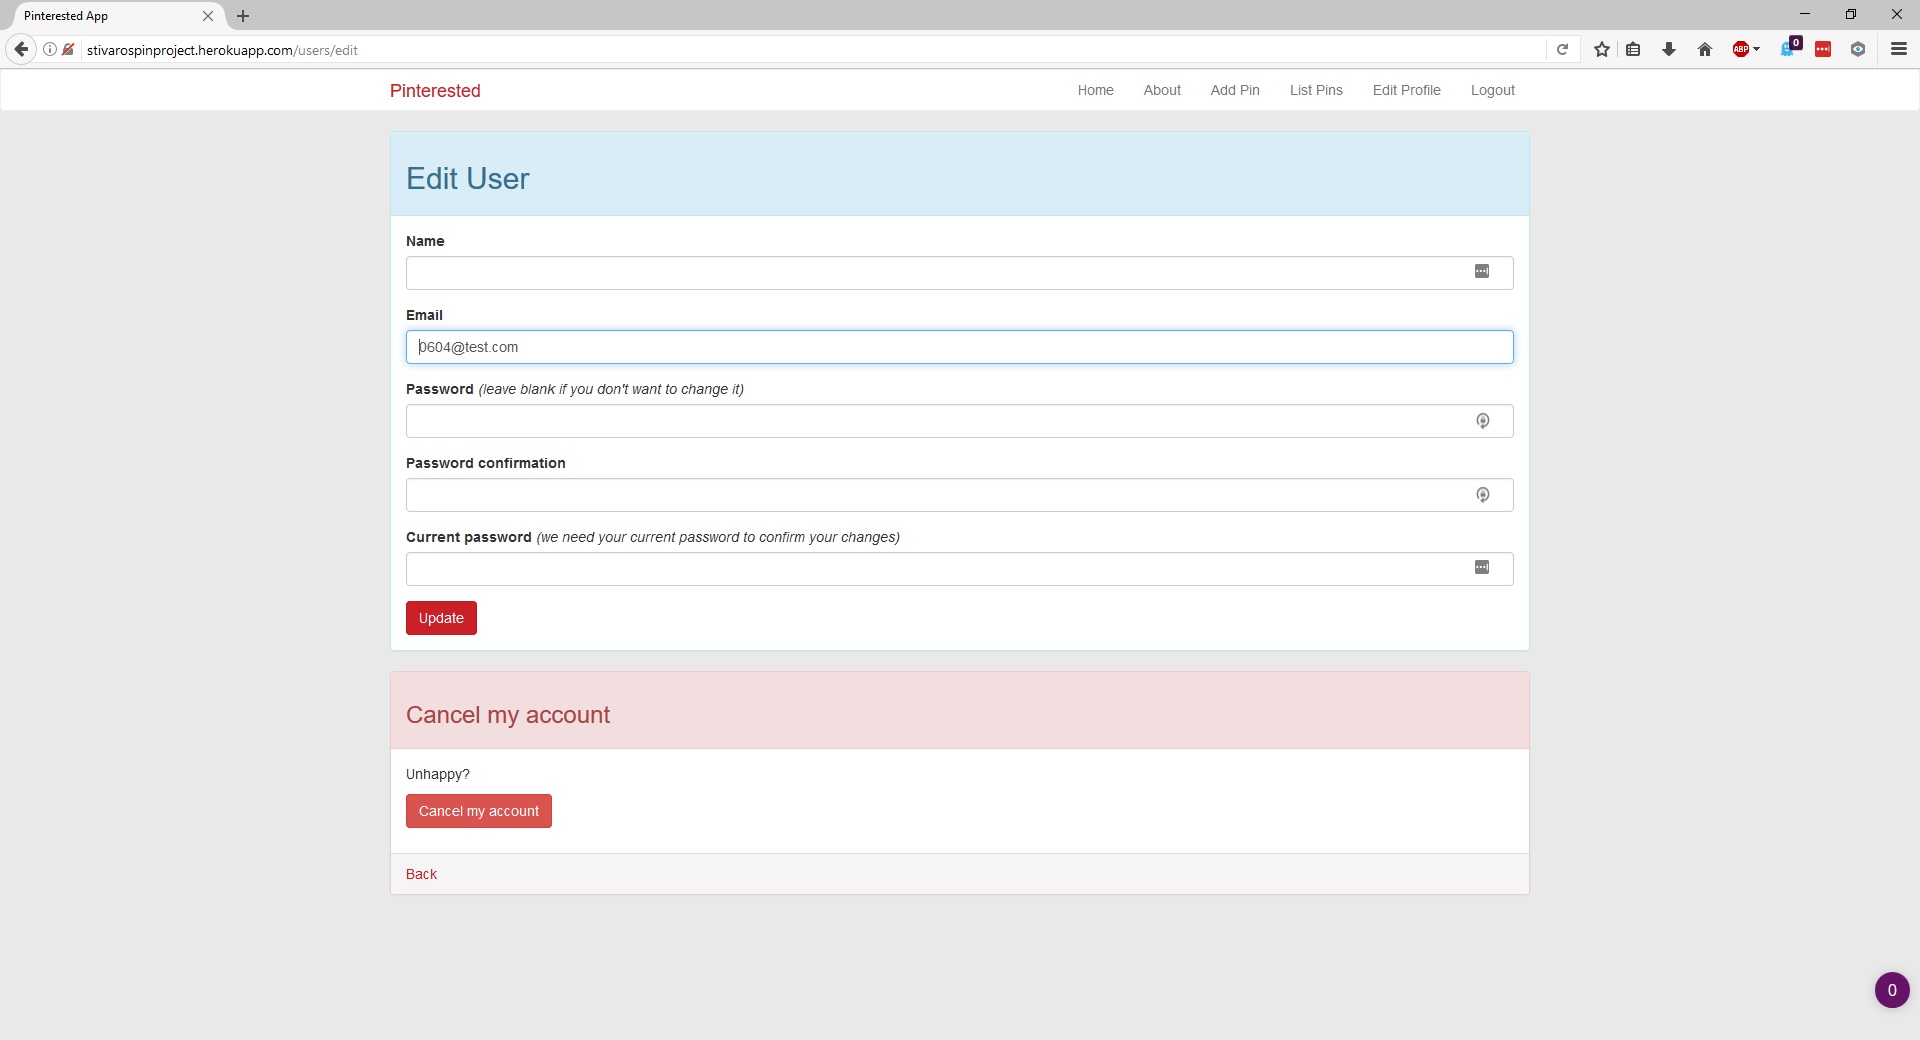 Pinterested App
stivarospinproject.herokuapp.com/users/edit
ABP
0
Pinterested
Home About Add Pin List Pins Edit Profile Logout
Edit User
Name
Email
0604@test.com
Password (leave blank if you don't want to change it)
Password confirmation
Current password (we need your current password to confirm your changes)
Update
Cancel my account
Unhappy?
Cancel my account
Back
0